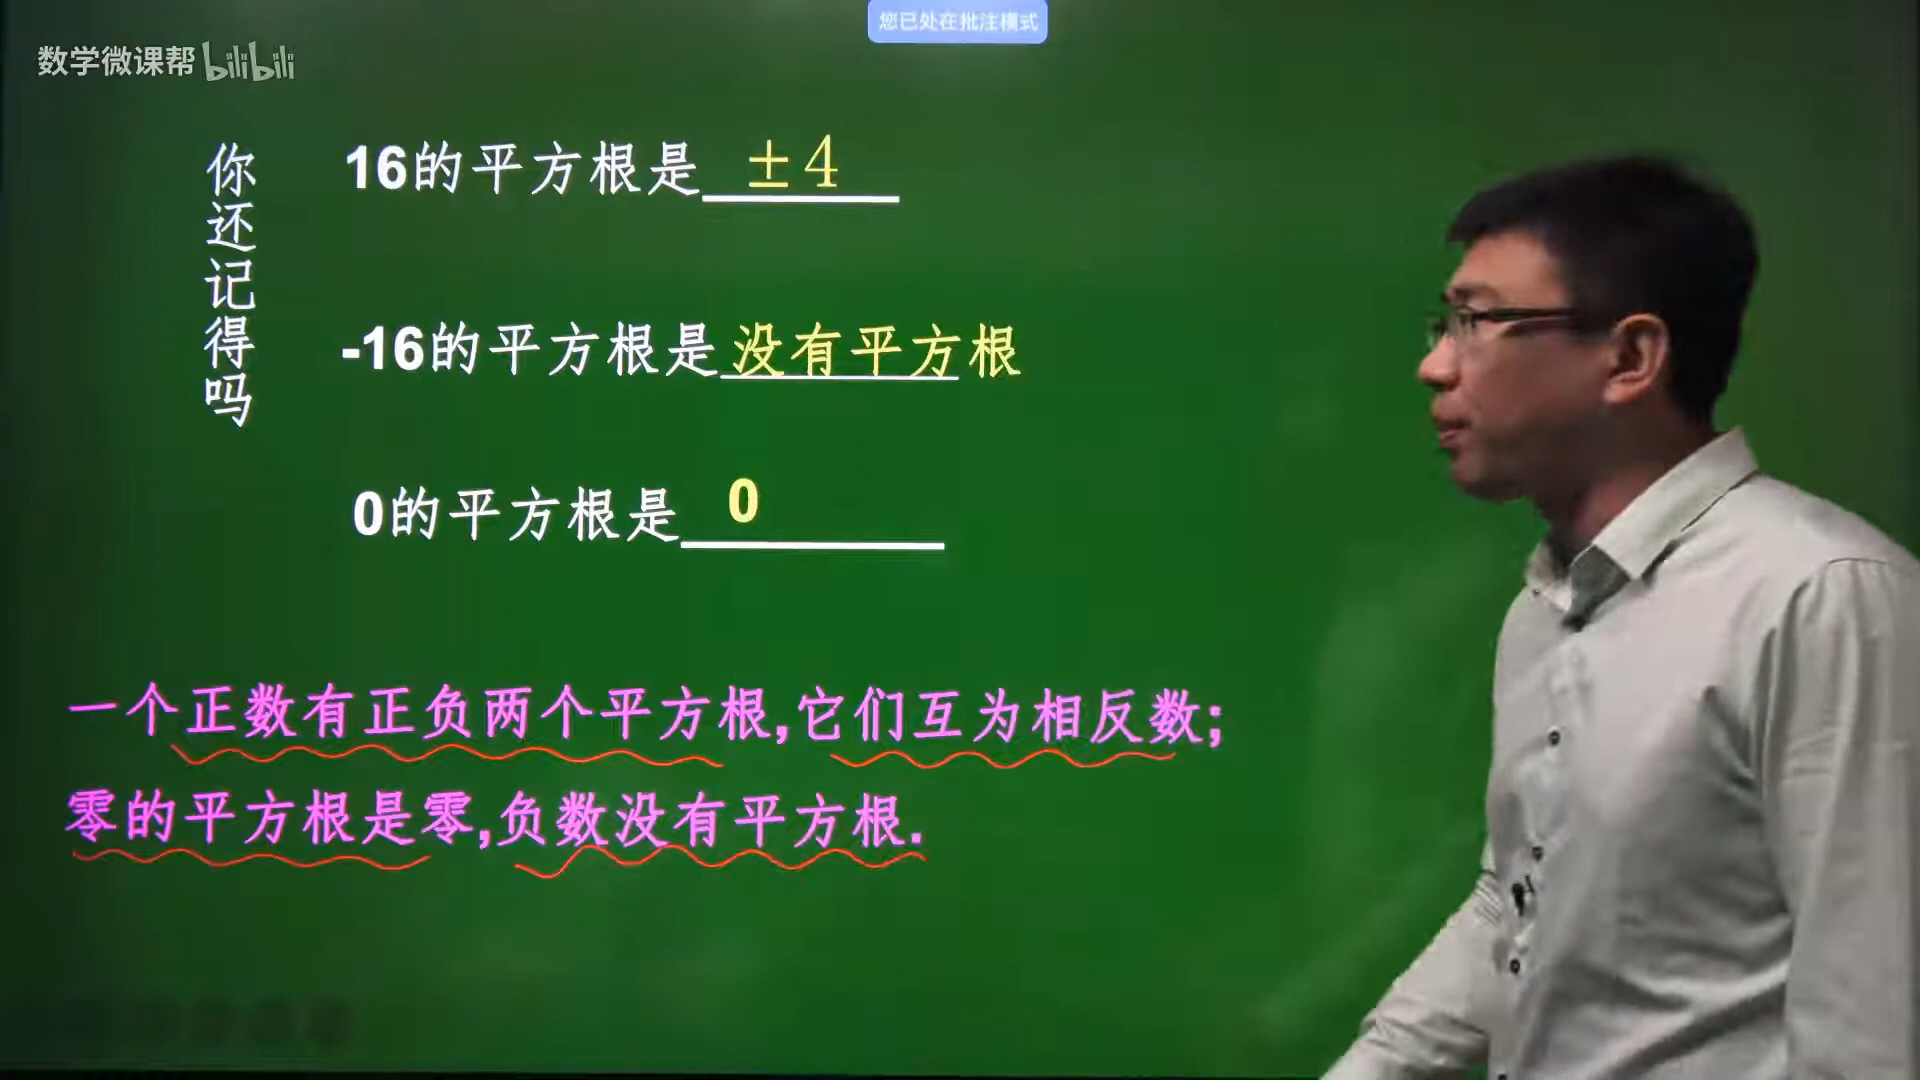 您已处在批注模式
数学微课帮 bilibili
你还记得吗
16的平方根是 ±4
-16的平方根是没有平方根
0的平方根是 0
一个正数有正负两个平方根,它们互为相反数;
零的平方根是零,负数没有平方根.